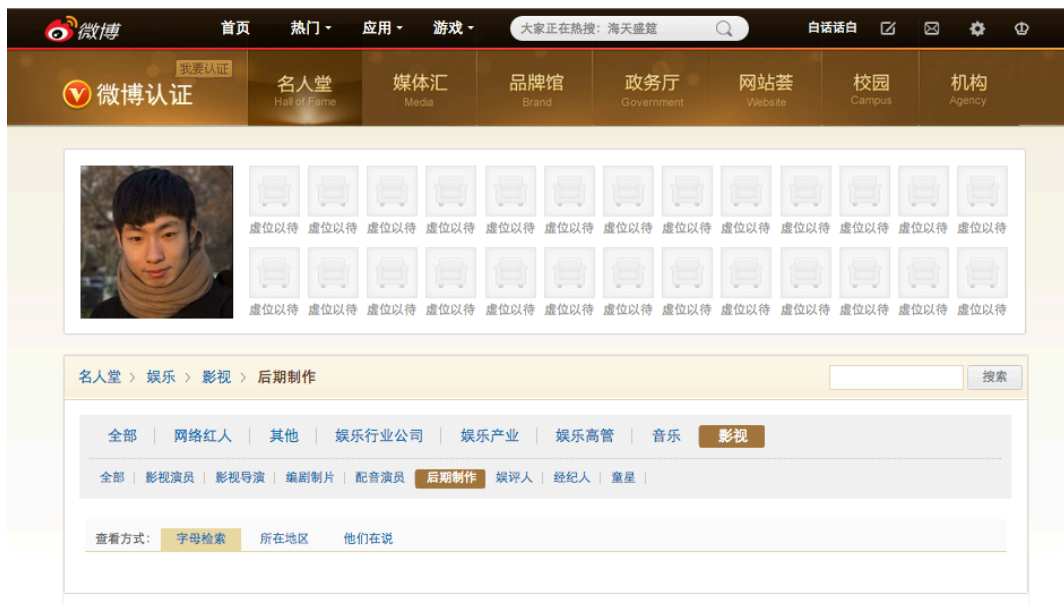 微博 首页 热门 应用 游戏 大家正在热搜：海天盛筵 白话话白
V 微博认证 我要认证 名人堂 媒体汇 品牌馆 政务厅 网站荟 校园 机构
Hall of Fame Media Brand Government Website Campus Agency
虚位以待 虚位以待 虚位以待 虚位以待 虚位以待 虚位以待 虚位以待 虚位以待 虚位以待 虚位以待 虚位以待 虚位以待 虚位以待
虚位以待 虚位以待 虚位以待 虚位以待 虚位以待 虚位以待 虚位以待 虚位以待 虚位以待 虚位以待 虚位以待 虚位以待 虚位以待
名人堂 > 娱乐 > 影视 > 后期制作 搜索
全部 | 网络红人 | 其他 | 娱乐行业公司 | 娱乐产业 | 娱乐高管 | 音乐 影视
全部 | 影视演员 | 影视导演 | 编剧制片 | 配音演员 后期制作 娱评人 | 经纪人 | 童星 |
查看方式： 字母检索 所在地区 他们在说